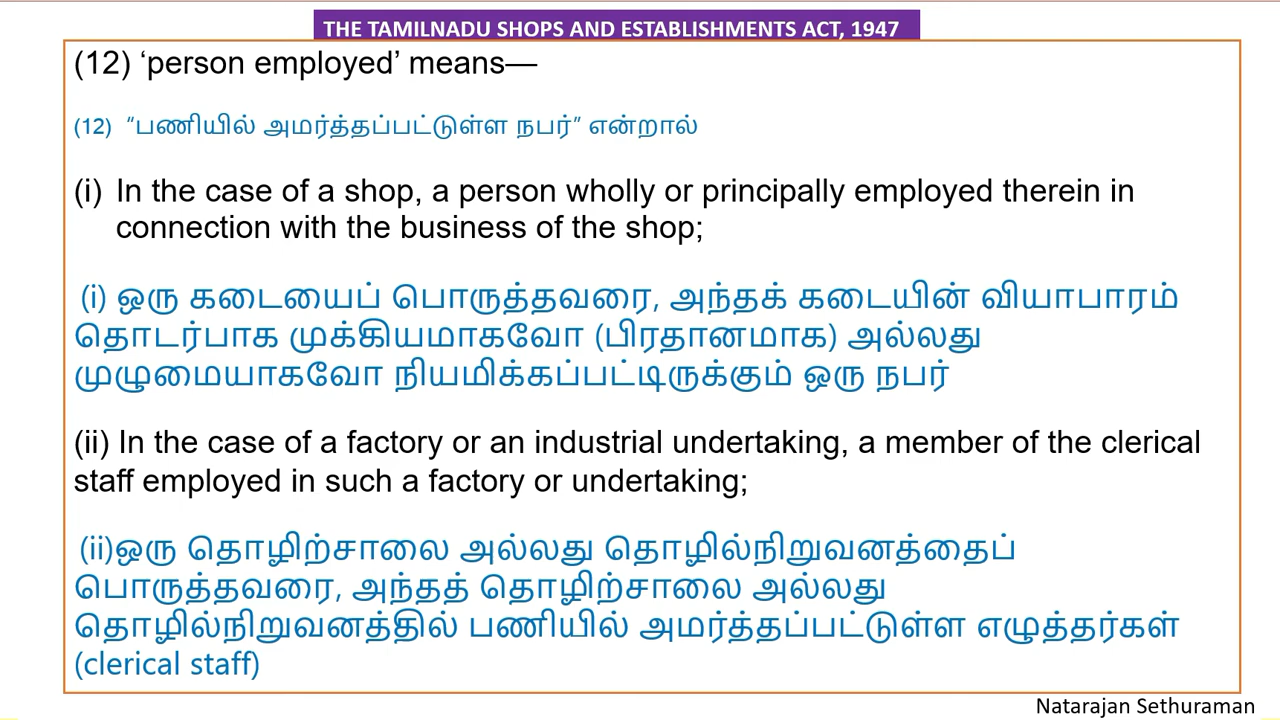 THE TAMILNADU SHOPS AND ESTABLISHMENTS ACT, 1947
(12) ‘person employed’ means—
(12) “பணியில் அமர்த்தப்பட்டுள்ள நபர்” என்றால்
(i) In the case of a shop, a person wholly or principally employed therein in
connection with the business of the shop;
(i) ஒரு கடையைப் பொருத்தவரை, அந்தக் கடையின் வியாபாரம்
தொடர்பாக முக்கியமாகவோ (பிரதானமாக) அல்லது
முழுமையாகவோ நியமிக்கப்பட்டிருக்கும் ஒரு நபர்
(ii) In the case of a factory or an industrial undertaking, a member of the clerical
staff employed in such a factory or undertaking;
(ii)ஒரு தொழிற்சாலை அல்லது தொழில்நிறுவனத்தைப்
பொருத்தவரை, அந்தத் தொழிற்சாலை அல்லது
தொழில்நிறுவனத்தில் பணியில் அமர்த்தப்பட்டுள்ள எழுத்தர்கள்
(clerical staff)
Natarajan Sethuraman